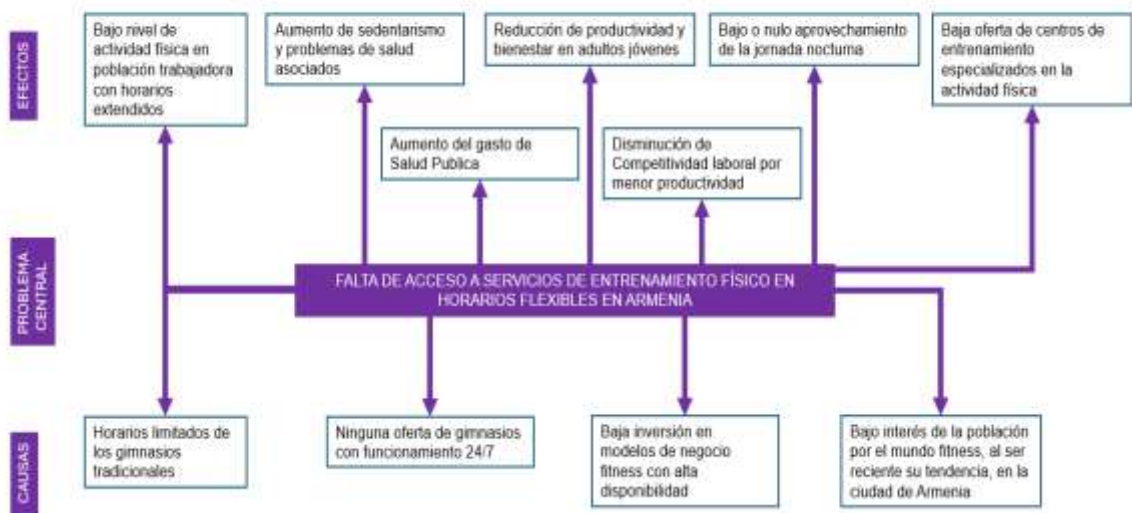 EFECTOS
Bajo nivel de
actividad física en
población trabajadora
con horarios
extendidos
Aumento de sedentarismo
y problemas de salud
asociados
Reducción de productividad y
bienestar en adultos jóvenes
Bajo o nulo aprovechamiento
de la jornada nocturna
Baja oferta de centros de
entrenamiento
especializados en la
actividad física
Aumento del gasto de
Salud Publica
Disminución de
Competitividad laboral por
menor productividad
PROBLEMA
CENTRAL
FALTA DE ACCESO A SERVICIOS DE ENTRENAMIENTO FÍSICO EN
HORARIOS FLEXIBLES EN ARMENIA
CAUSAS
Horarios limitados de
los gimnasios
tradicionales
Ninguna oferta de gimnasios
con funcionamiento 24/7
Baja inversión en
modelos de negocio
fitness con alta
disponibilidad
Bajo interés de la población
por el mundo fitness, al ser
reciente su tendencia, en la
ciudad de Armenia